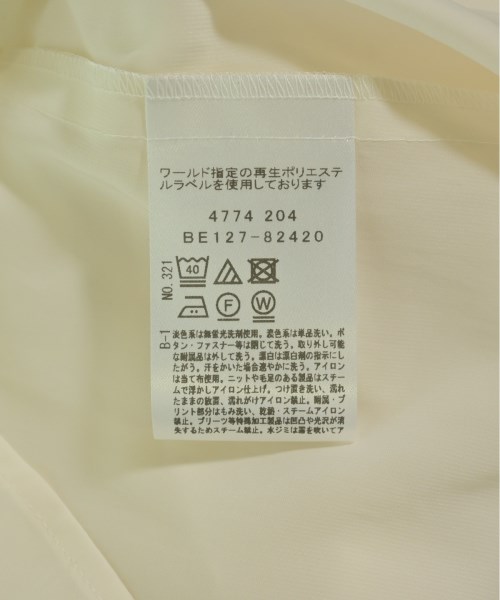 ワールド指定の再生ポリエステ
ルラベルを使用しております
4774 204
BE127-82420
NO.321
40
F W
B-1
淡色系は無蛍光洗剤使用。濃色系は単品洗い。ボ
タン・ファスナー等は閉じて洗う。取り外し可能
な附属品は外して洗う。漂白は漂白剤の指示にし
たがう。汗をかいた場合速やかに洗う。アイロン
は当て布使用。ニットや毛足のある製品はスチー
ムで浮かしアイロン仕上げ。つけ置き洗い、濡れ
たままの放置、濡れがけアイロン禁止。附属・プ
リント部分はもみ洗い、乾燥・スチームアイロン
禁止。プリーツ等特殊加工製品は凹凸や光沢が消
失するためスチーム禁止。水ジミは霧を吹いてア